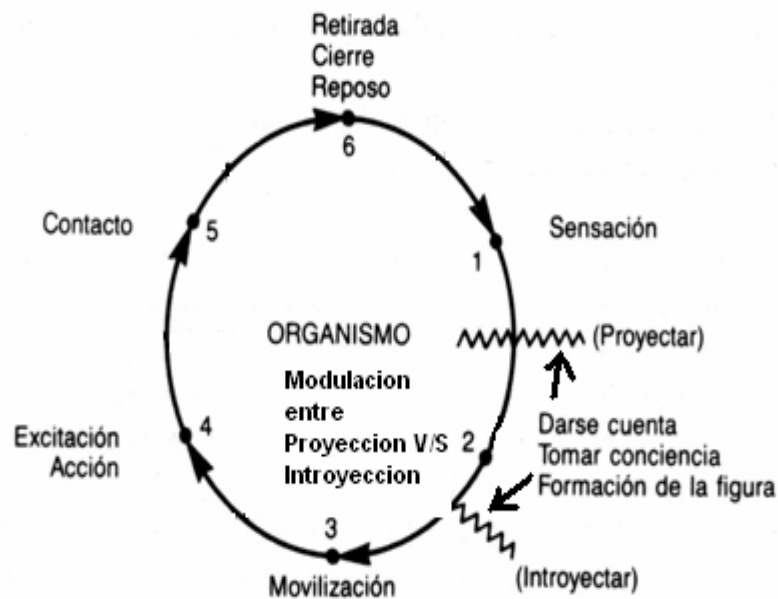 Retirada
Cierre
Reposo
6
Contacto
5
Sensación
1
ORGANISMO
(Proyectar)
Modulacion
entre
Proyeccion V/S
Introyeccion
Darse cuenta
Tomar conciencia
Formación de la figura
2
Excitación
Acción
4
3
Movilización
(Introyectar)